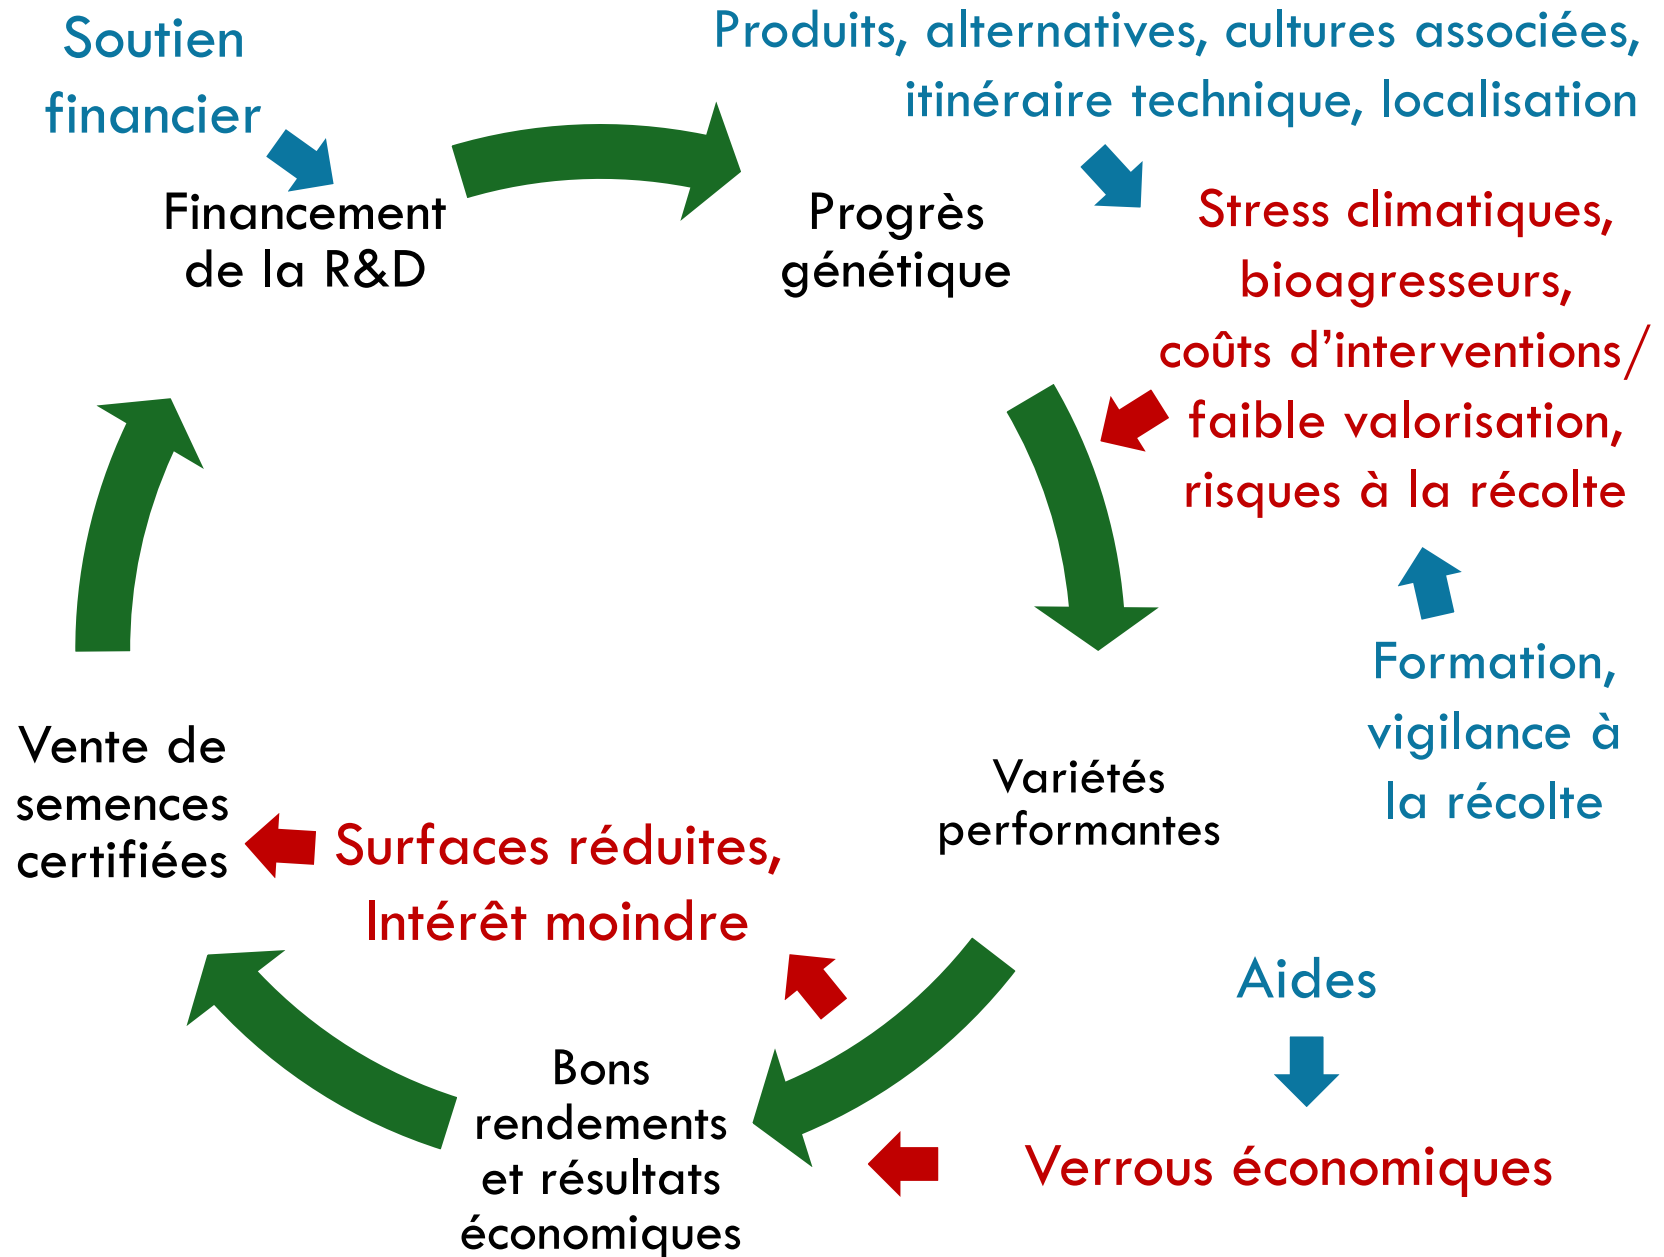 Soutien
financier
Produits, alternatives, cultures associées,
itinéraire technique, localisation
Financement
de la R&D
Progrès
génétique
Stress climatiques,
bioagresseurs,
coûts d’interventions/
faible valorisation,
risques à la récolte
Formation,
vigilance à
la récolte
Variétés
performantes
Vente de
semences
certifiées
Surfaces réduites,
Intérêt moindre
Aides
Verrous économiques
Bons
rendements
et résultats
économiques